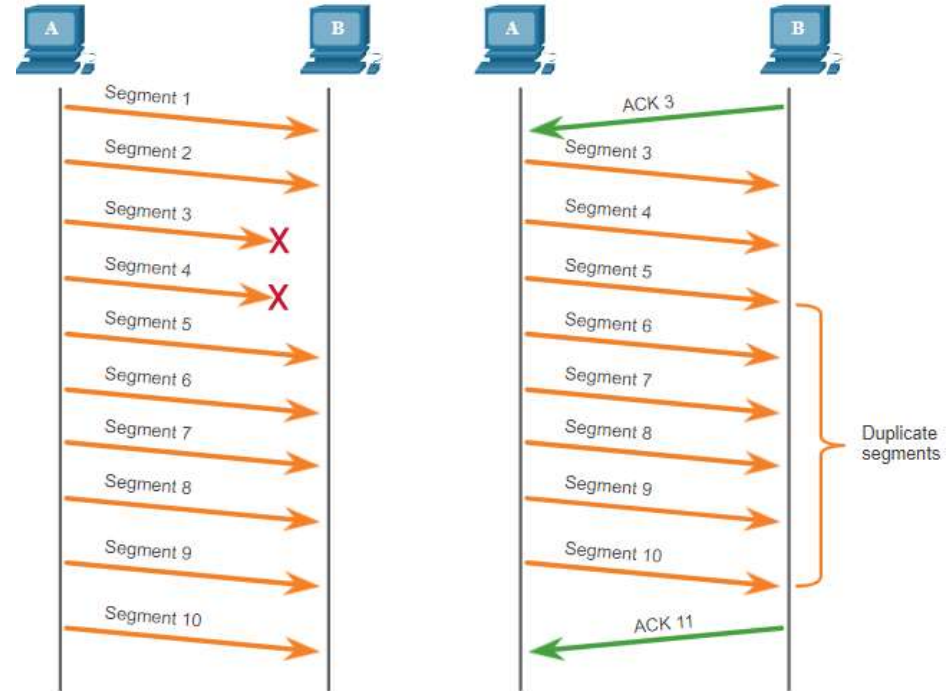 A
B
Segment 1
Segment 2
Segment 3
X
Segment 4
X
Segment 5
Segment 6
Segment 7
Segment 8
Segment 9
Segment 10
A
B
ACK 3
Segment 3
Segment 4
Segment 5
Segment 6
Segment 7
Segment 8
Segment 9
Segment 10
ACK 11
Duplicate
segments